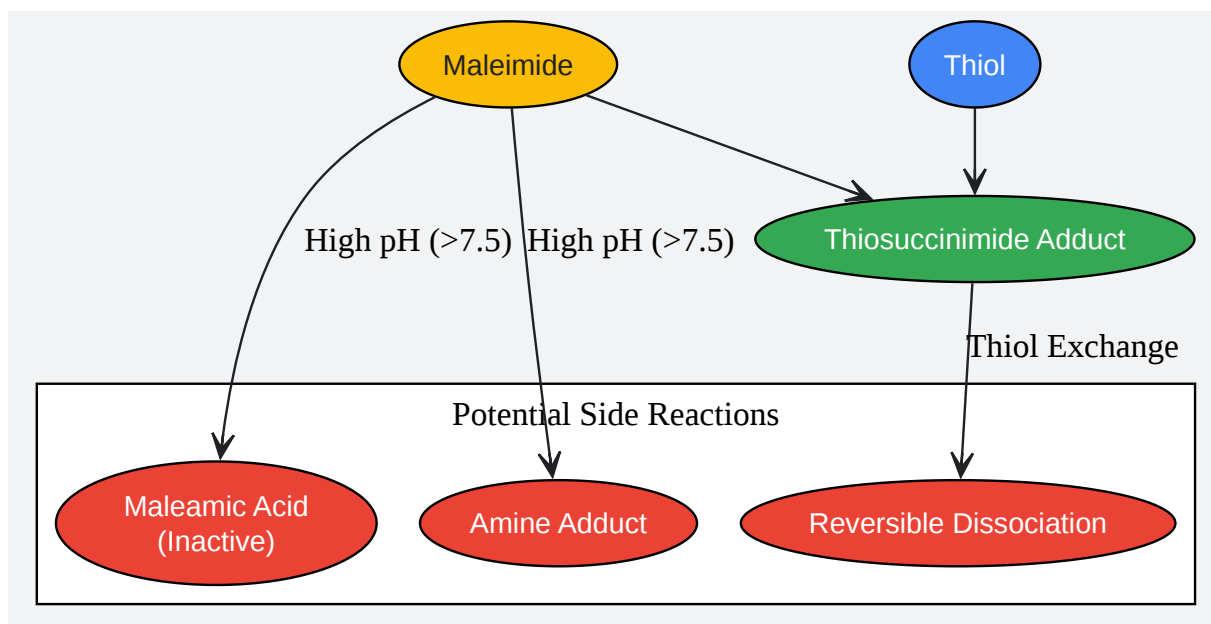 Maleimide
Thiol
High pH (>7.5)
High pH (>7.5)
Thiosuccinimide Adduct
Thiol Exchange
Potential Side Reactions
Maleamic Acid
(Inactive)
Amine Adduct
Reversible Dissociation